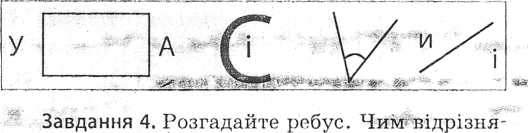 У А С і и і
Завдання 4. Розгадайте ребус. Чим відрізня-